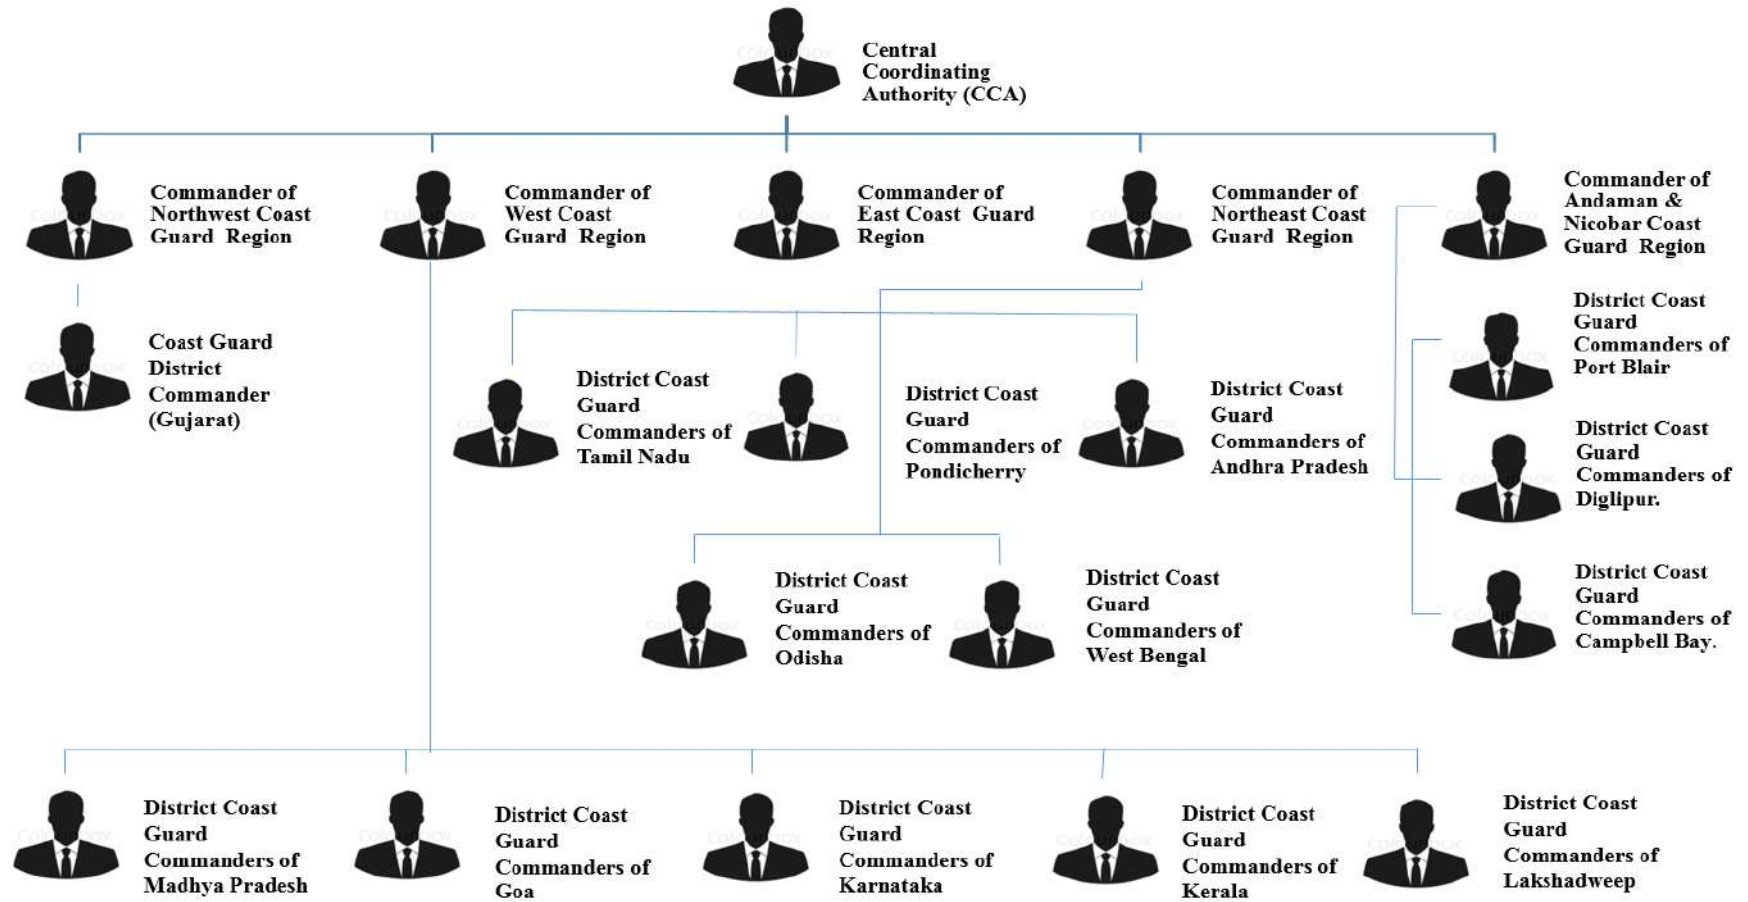 Central
Coordinating
Authority (CCA)
Commander of
Northwest Coast
Guard Region
Commander of
West Coast
Guard Region
Commander of
East Coast Guard
Region
Commander of
Northeast Coast
Guard Region
Commander of
Andaman &
Nicobar Coast
Guard Region
Coast Guard
District
Commander
(Gujarat)
District Coast
Guard
Commanders of
Tamil Nadu
District Coast
Guard
Commanders of
Pondicherry
District Coast
Guard
Commanders of
Andhra Pradesh
District Coast
Guard
Commanders of
Port Blair
District Coast
Guard
Commanders of
Diglipur.
District Coast
Guard
Commanders of
Campbell Bay.
District Coast
Guard
Commanders of
Odisha
District Coast
Guard
Commanders of
West Bengal
District Coast
Guard
Commanders of
Madhya Pradesh
District Coast
Guard
Commanders of
Goa
District Coast
Guard
Commanders of
Karnataka
District Coast
Guard
Commanders of
Kerala
District Coast
Guard
Commanders of
Lakshadweep